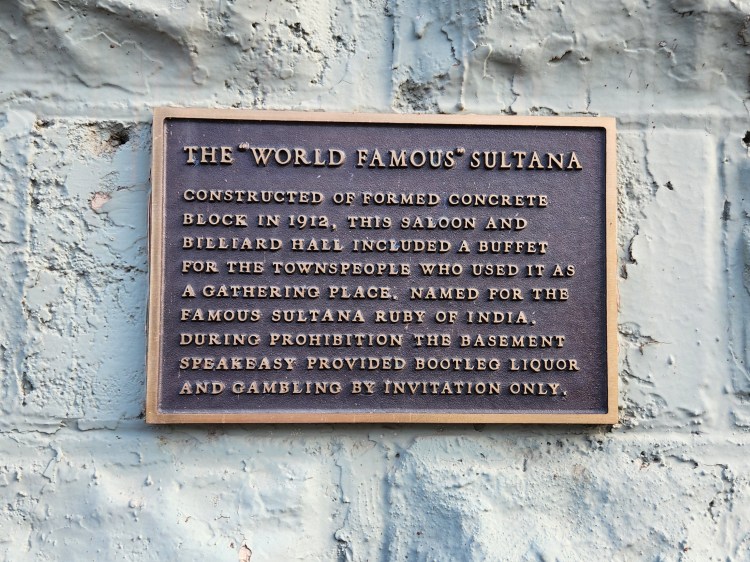 THE "WORLD FAMOUS" SULTANA
CONSTRUCTED OF FORMED CONCRETE
BLOCK IN 1912, THIS SALOON AND
BILLIARD HALL INCLUDED A BUFFET
FOR THE TOWNSPEOPLE WHO USED IT AS
A GATHERING PLACE. NAMED FOR THE
FAMOUS SULTANA RUBY OF INDIA.
DURING PROHIBITION THE BASEMENT
SPEAKEASY PROVIDED BOOTLEG LIQUOR
AND GAMBLING BY INVITATION ONLY.